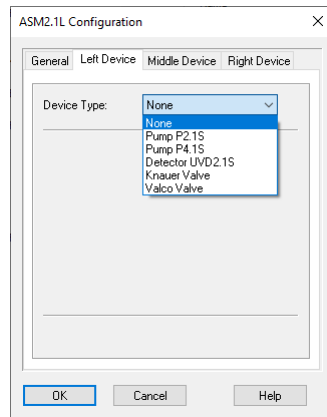 ASM2.1L Configuration
General Left Device Middle Device Right Device
Device Type: None
None
Pump P2.1S
Pump P4.1S
Detector UVD2.1S
Knauer Valve
Valco Valve
OK Cancel Help